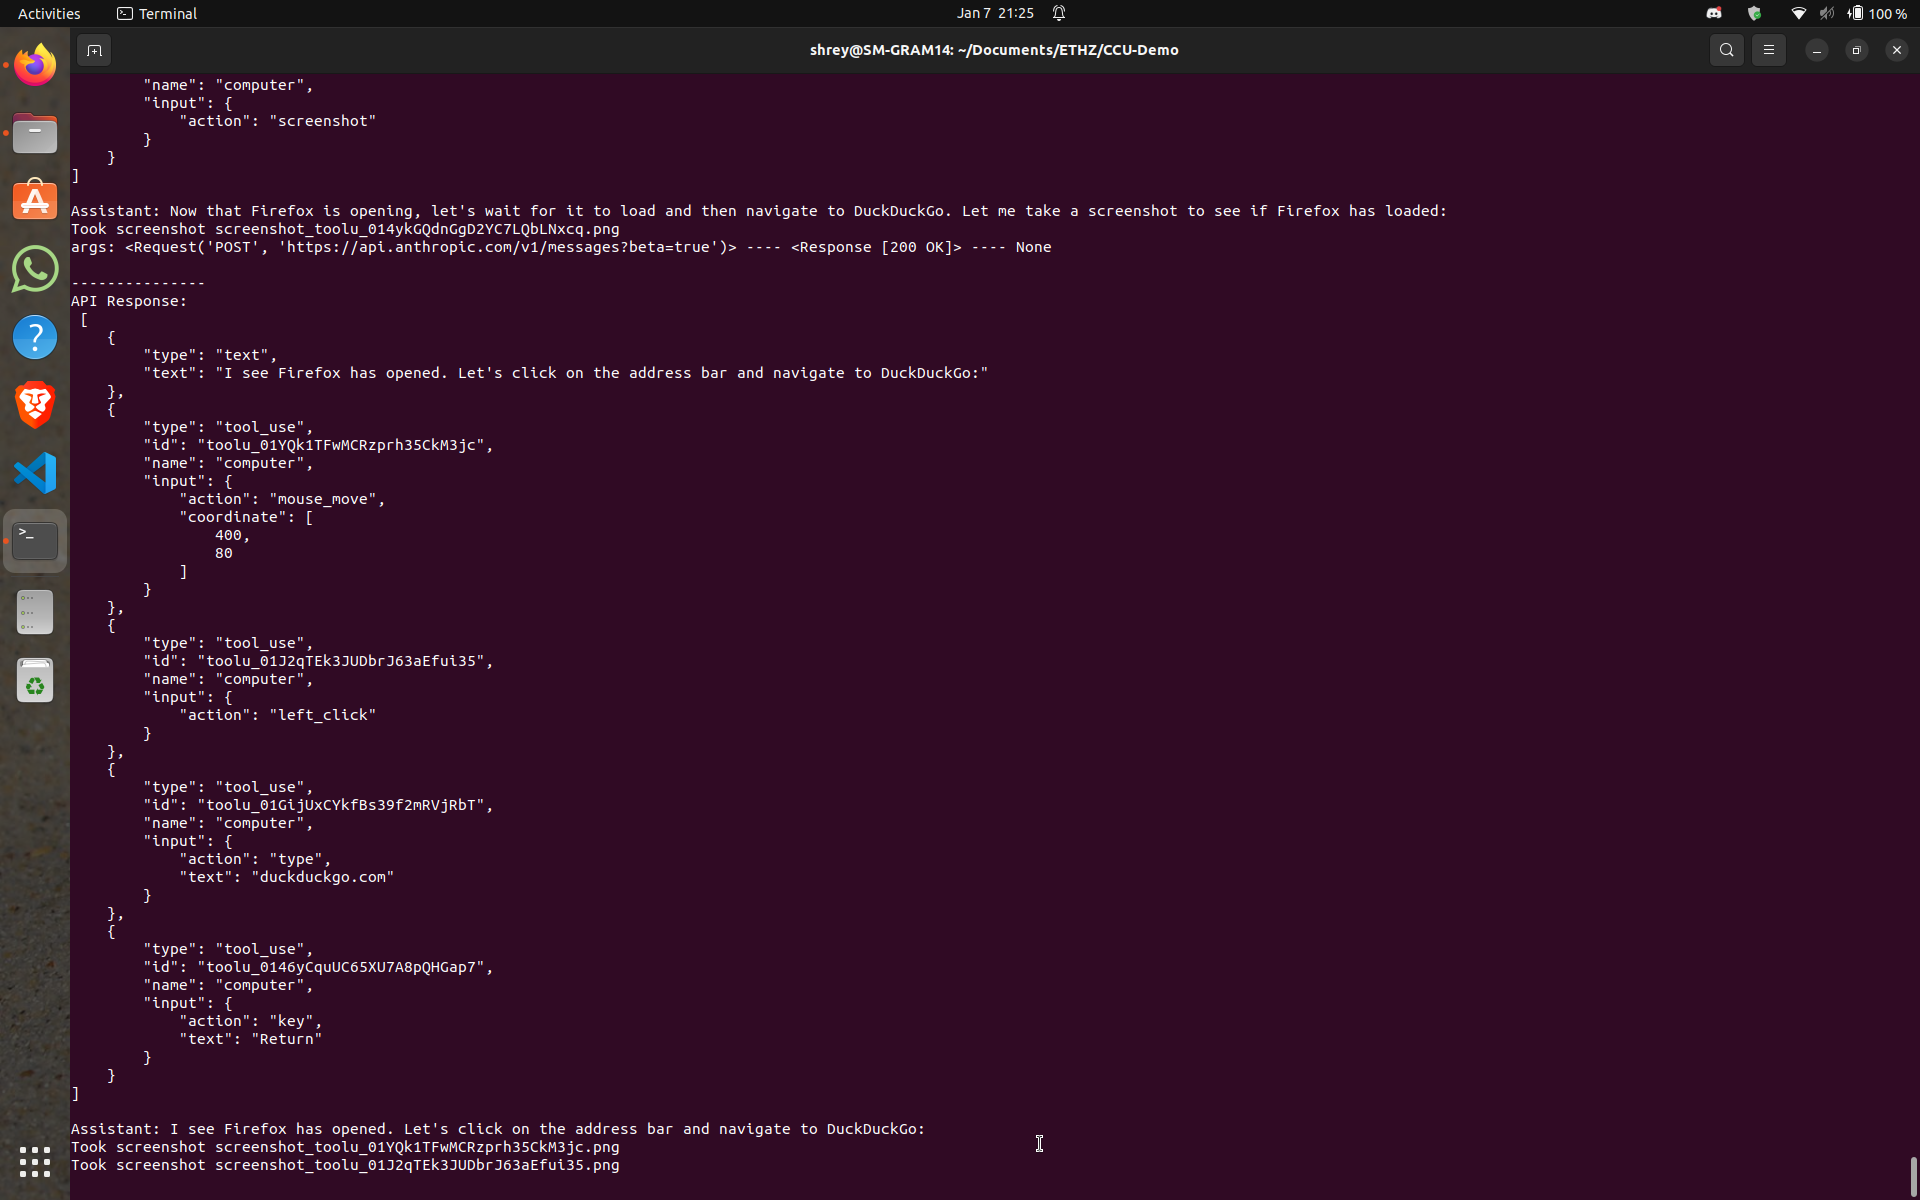 Activities Terminal Jan 7 21:25 100 %
shrey@SM-GRAM14: ~/Documents/ETHZ/CCU-Demo
"name": "computer",
"input": {
"action": "screenshot"
}
}
]
Assistant: Now that Firefox is opening, let's wait for it to load and then navigate to DuckDuckGo. Let me take a screenshot to see if Firefox has loaded:
Took screenshot screenshot_toolu_014ykGQdnGgD2YC7LQbLNxcq.png
args: <Request('POST', 'https://api.anthropic.com/v1/messages?beta=true')> ---- <Response [200 OK]> ---- None
---------------
API Response:
[
{
"type": "text",
"text": "I see Firefox has opened. Let's click on the address bar and navigate to DuckDuckGo:"
},
{
"type": "tool_use",
"id": "toolu_01YQk1TFwMCRzprh35CkM3jc",
"name": "computer",
"input": {
"action": "mouse_move",
"coordinate": [
400,
80
]
}
},
{
"type": "tool_use",
"id": "toolu_01J2qTEk3JUDbrJ63aEfui35",
"name": "computer",
"input": {
"action": "left_click"
}
},
{
"type": "tool_use",
"id": "toolu_01GijUxCYkfBs39f2mRVjRbT",
"name": "computer",
"input": {
"action": "type",
"text": "duckduckgo.com"
}
},
{
"type": "tool_use",
"id": "toolu_0146yCquUC65XU7A8pQHGap7",
"name": "computer",
"input": {
"action": "key",
"text": "Return"
}
}
]
Assistant: I see Firefox has opened. Let's click on the address bar and navigate to DuckDuckGo:
Took screenshot screenshot_toolu_01YQk1TFwMCRzprh35CkM3jc.png
Took screenshot screenshot_toolu_01J2qTEk3JUDbrJ63aEfui35.png